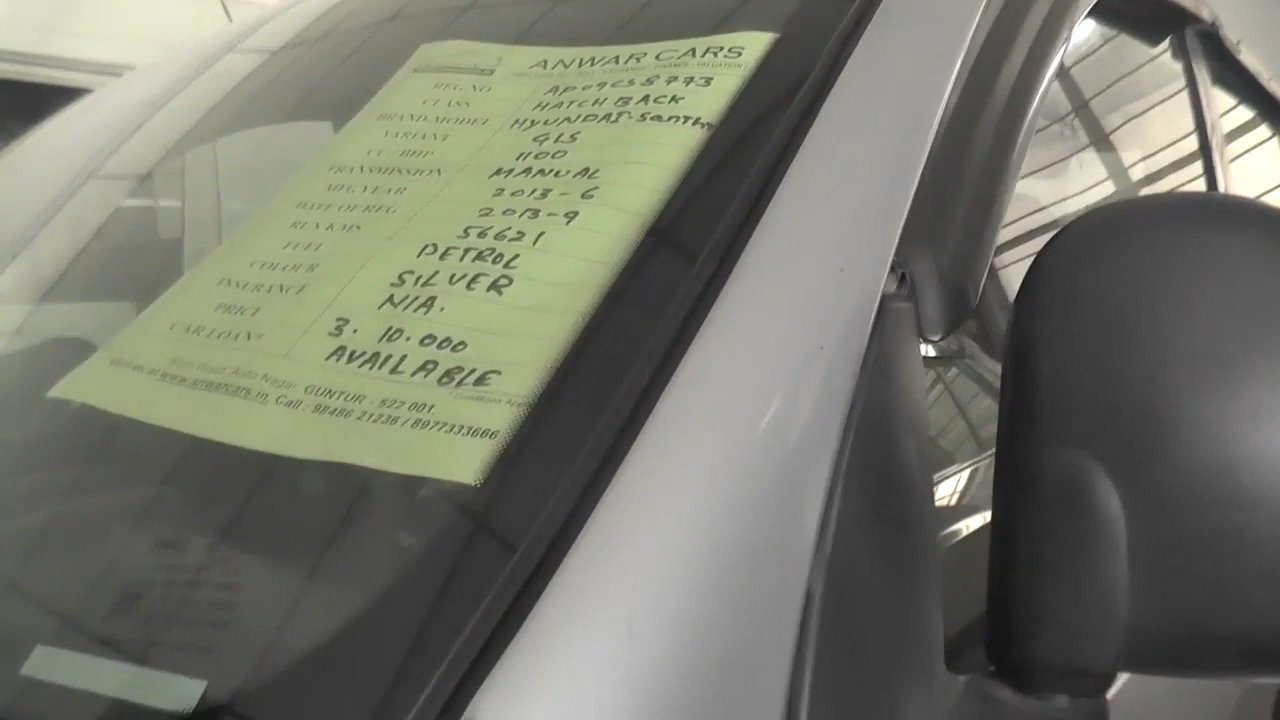 ANWAR CARS
REG NO AP09CS8773
CLASS HATCH BACK
BRAND/MODEL HYUNDAI-Santro
VARIANT GLS
CC / BHP 1100
TRANSMISSION MANUAL
MFG YEAR 2013-6
DATE OF REG 2013-9
RUN KMS 56621
FUEL PETROL
COLOUR SILVER
INSURANCE N/A.
PRICE 3. 10.000
CAR LOAN* AVAILABLE
Nagar, GUNTUR - 522 001.
at www.anwarcars.in, Call : 98486 21236 / 8977333666